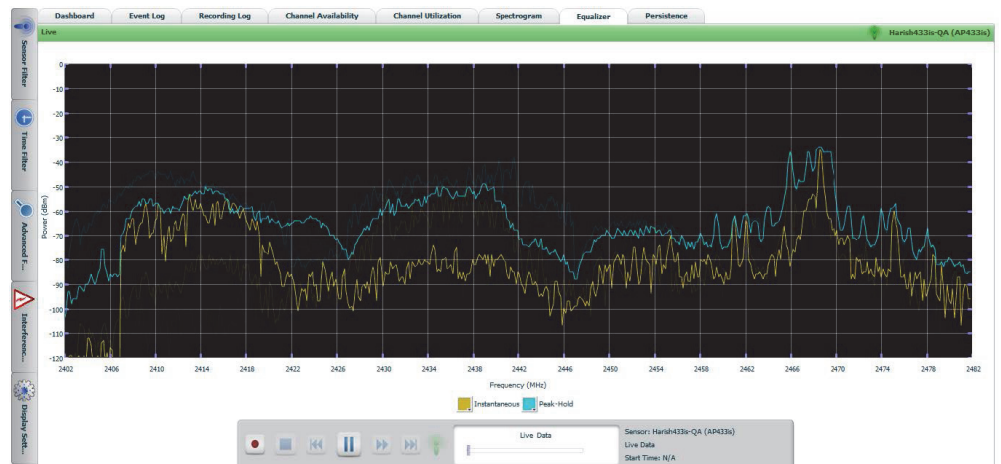 Dashboard Event Log Recording Log Channel Availability Channel Utilization Spectrogram Equalizer Persistence
Live Harish433is-QA (AP433is)
Sensor Filter
Time Filter
Advanced F...
Interferenc...
Display Sett...
Power (dBm)
0
-10
-20
-30
-40
-50
-60
-70
-80
-90
-100
-110
-120
2402 2406 2410 2414 2418 2422 2426 2430 2434 2438 2442 2446 2450 2454 2458 2462 2466 2470 2474 2478 2482
Frequency (MHz)
Instantaneous Peak-Hold
Live Data
Sensor: Harish433is-QA (AP433is)
Live Data
Start Time: N/A